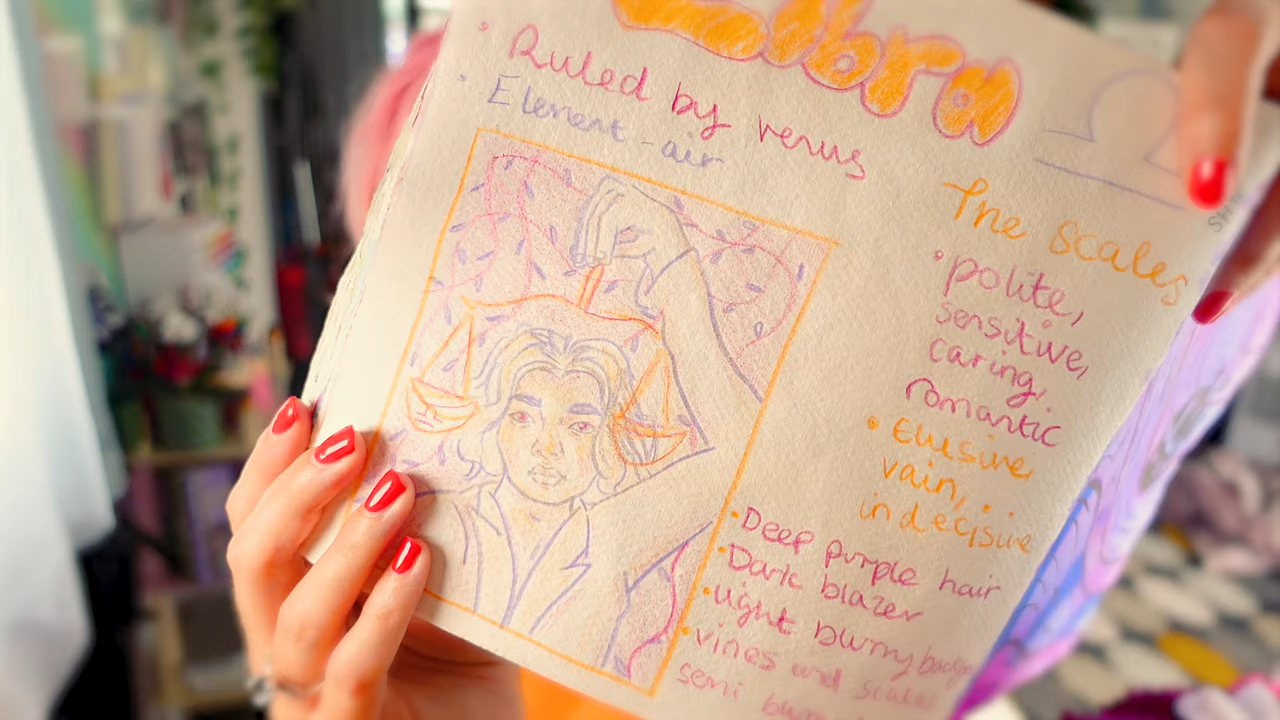 Libra
• Ruled by venus
• Element - air
The Scales
• polite,
sensitive,
caring,
romantic
• Elusive
vain,
indecisive
• Deep purple hair
• Dark blazer
• light blurry
• vines and scales
semi